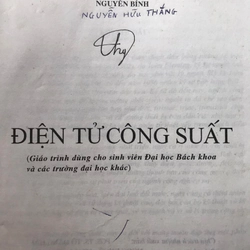 NGUYỄN BÍNH
NGUYỄN HỮU THẮNG
ĐIỆN TỬ CÔNG SUẤT
(Giáo trình dùng cho sinh viên Đại học Bách khoa
và các trường đại học khác)